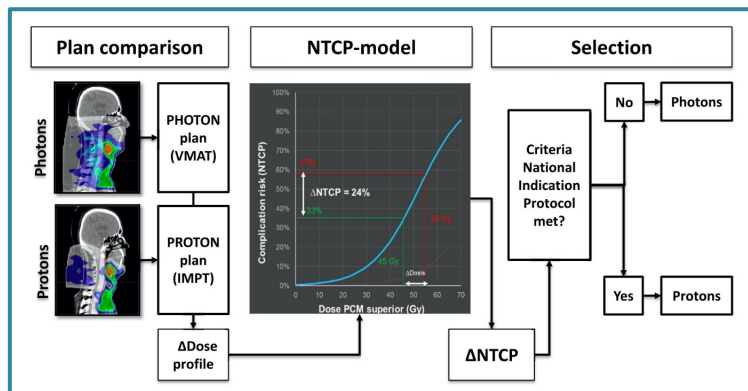 Plan comparison
NTCP-model
Selection
Photons
PHOTON
plan
(VMAT)
Protons
PROTON
plan
(IMPT)
ΔDose
profile
Complication risk (NTCP)
100%
90%
80%
70%
60%
50%
40%
30%
20%
10%
0%
57%
ΔNTCP = 24%
33%
45 Gy
55 Gy
ΔDosis
0
10
20
30
40
50
60
70
Dose PCM superior (Gy)
ΔNTCP
Criteria
National
Indication
Protocol
met?
No
Photons
Yes
Protons